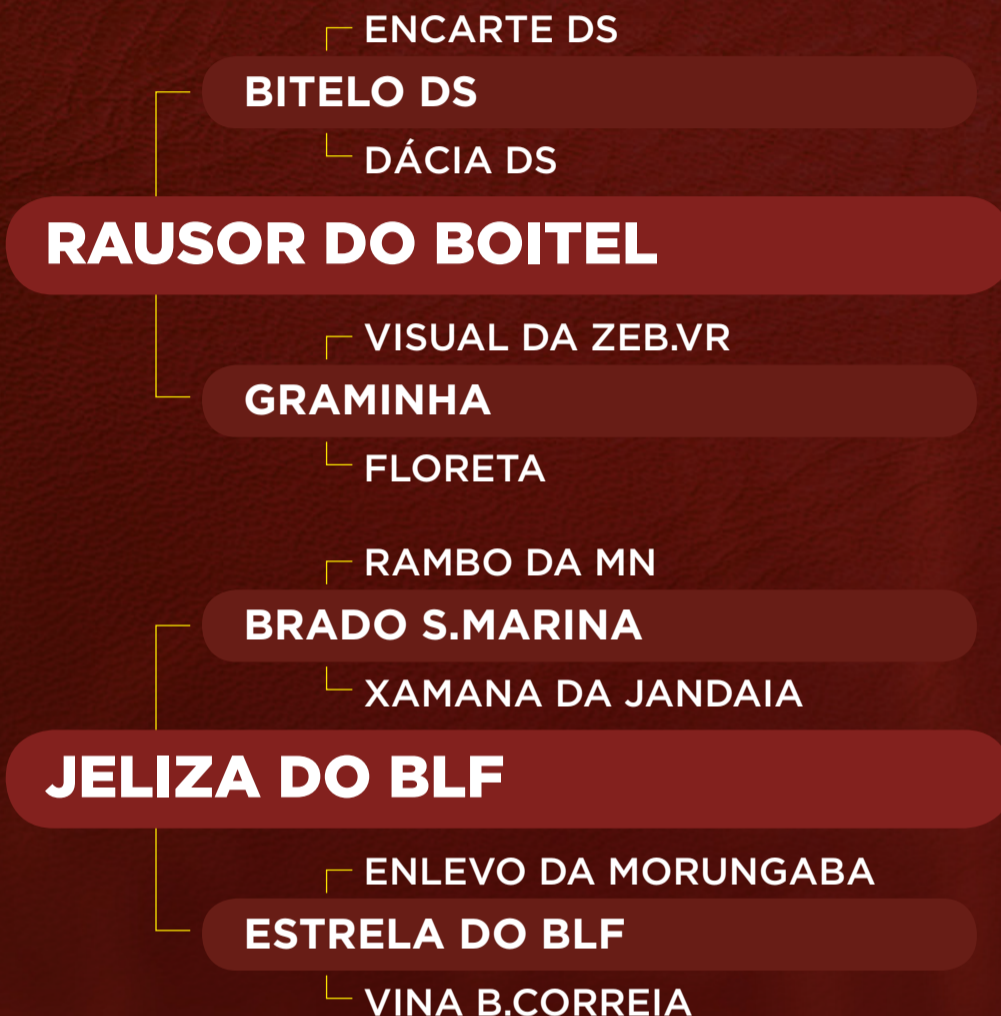 ENCARTE DS
BITELO DS
DÁCIA DS
RAUSOR DO BOITEL
VISUAL DA ZEB.VR
GRAMINHA
FLORETA
RAMBO DA MN
BRADO S.MARINA
XAMANA DA JANDAIA
JELIZA DO BLF
ENLEVO DA MORUNGABA
ESTRELA DO BLF
VINA B.CORREIA